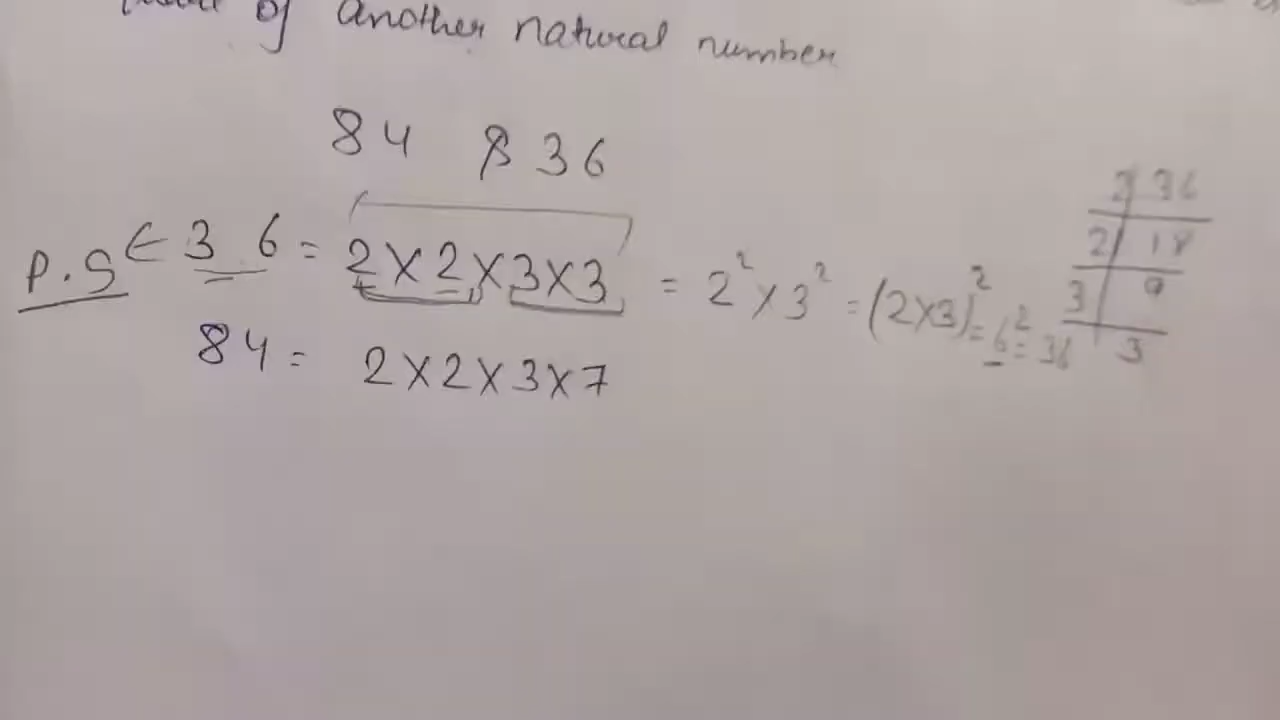 of another natural number
84 & 36
P.S ← 36 = 2×2×3×3 = 2²×3² = (2×3)² = 6² = 36
84 = 2×2×3×7
2 36
2 18
3 9
3